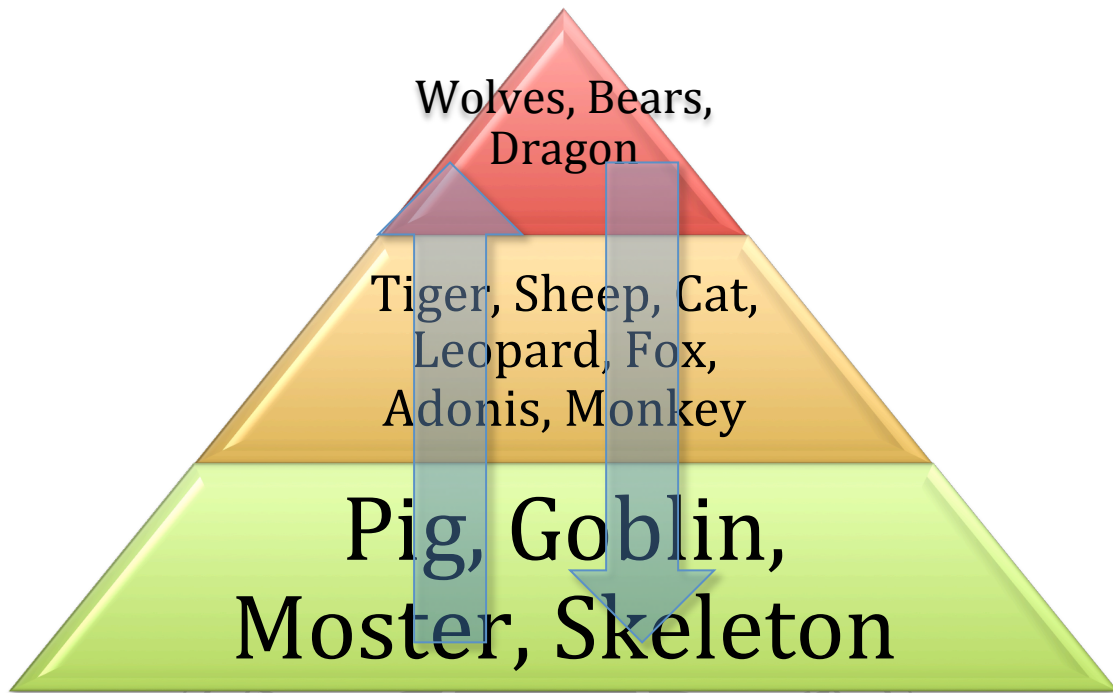 Wolves, Bears,
Dragon
Tiger, Sheep, Cat,
Leopard, Fox,
Adonis, Monkey
Pig, Goblin,
Moster, Skeleton